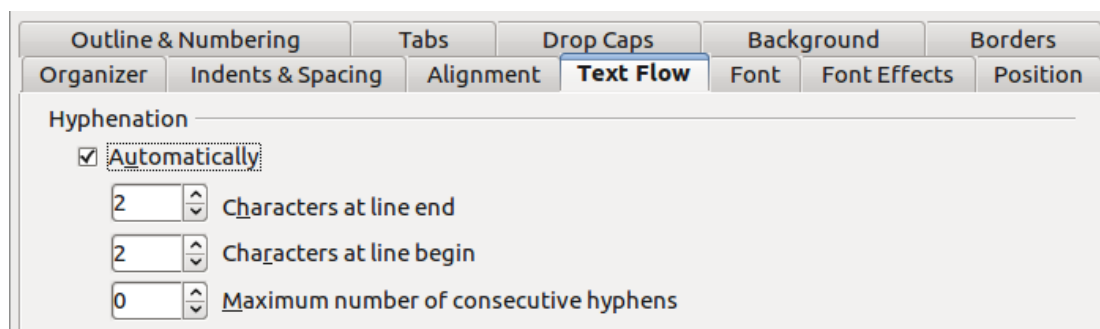 Outline & Numbering Tabs Drop Caps Background Borders
Organizer Indents & Spacing Alignment Text Flow Font Font Effects Position
Hyphenation
Automatically
2 Characters at line end
2 Characters at line begin
0 Maximum number of consecutive hyphens